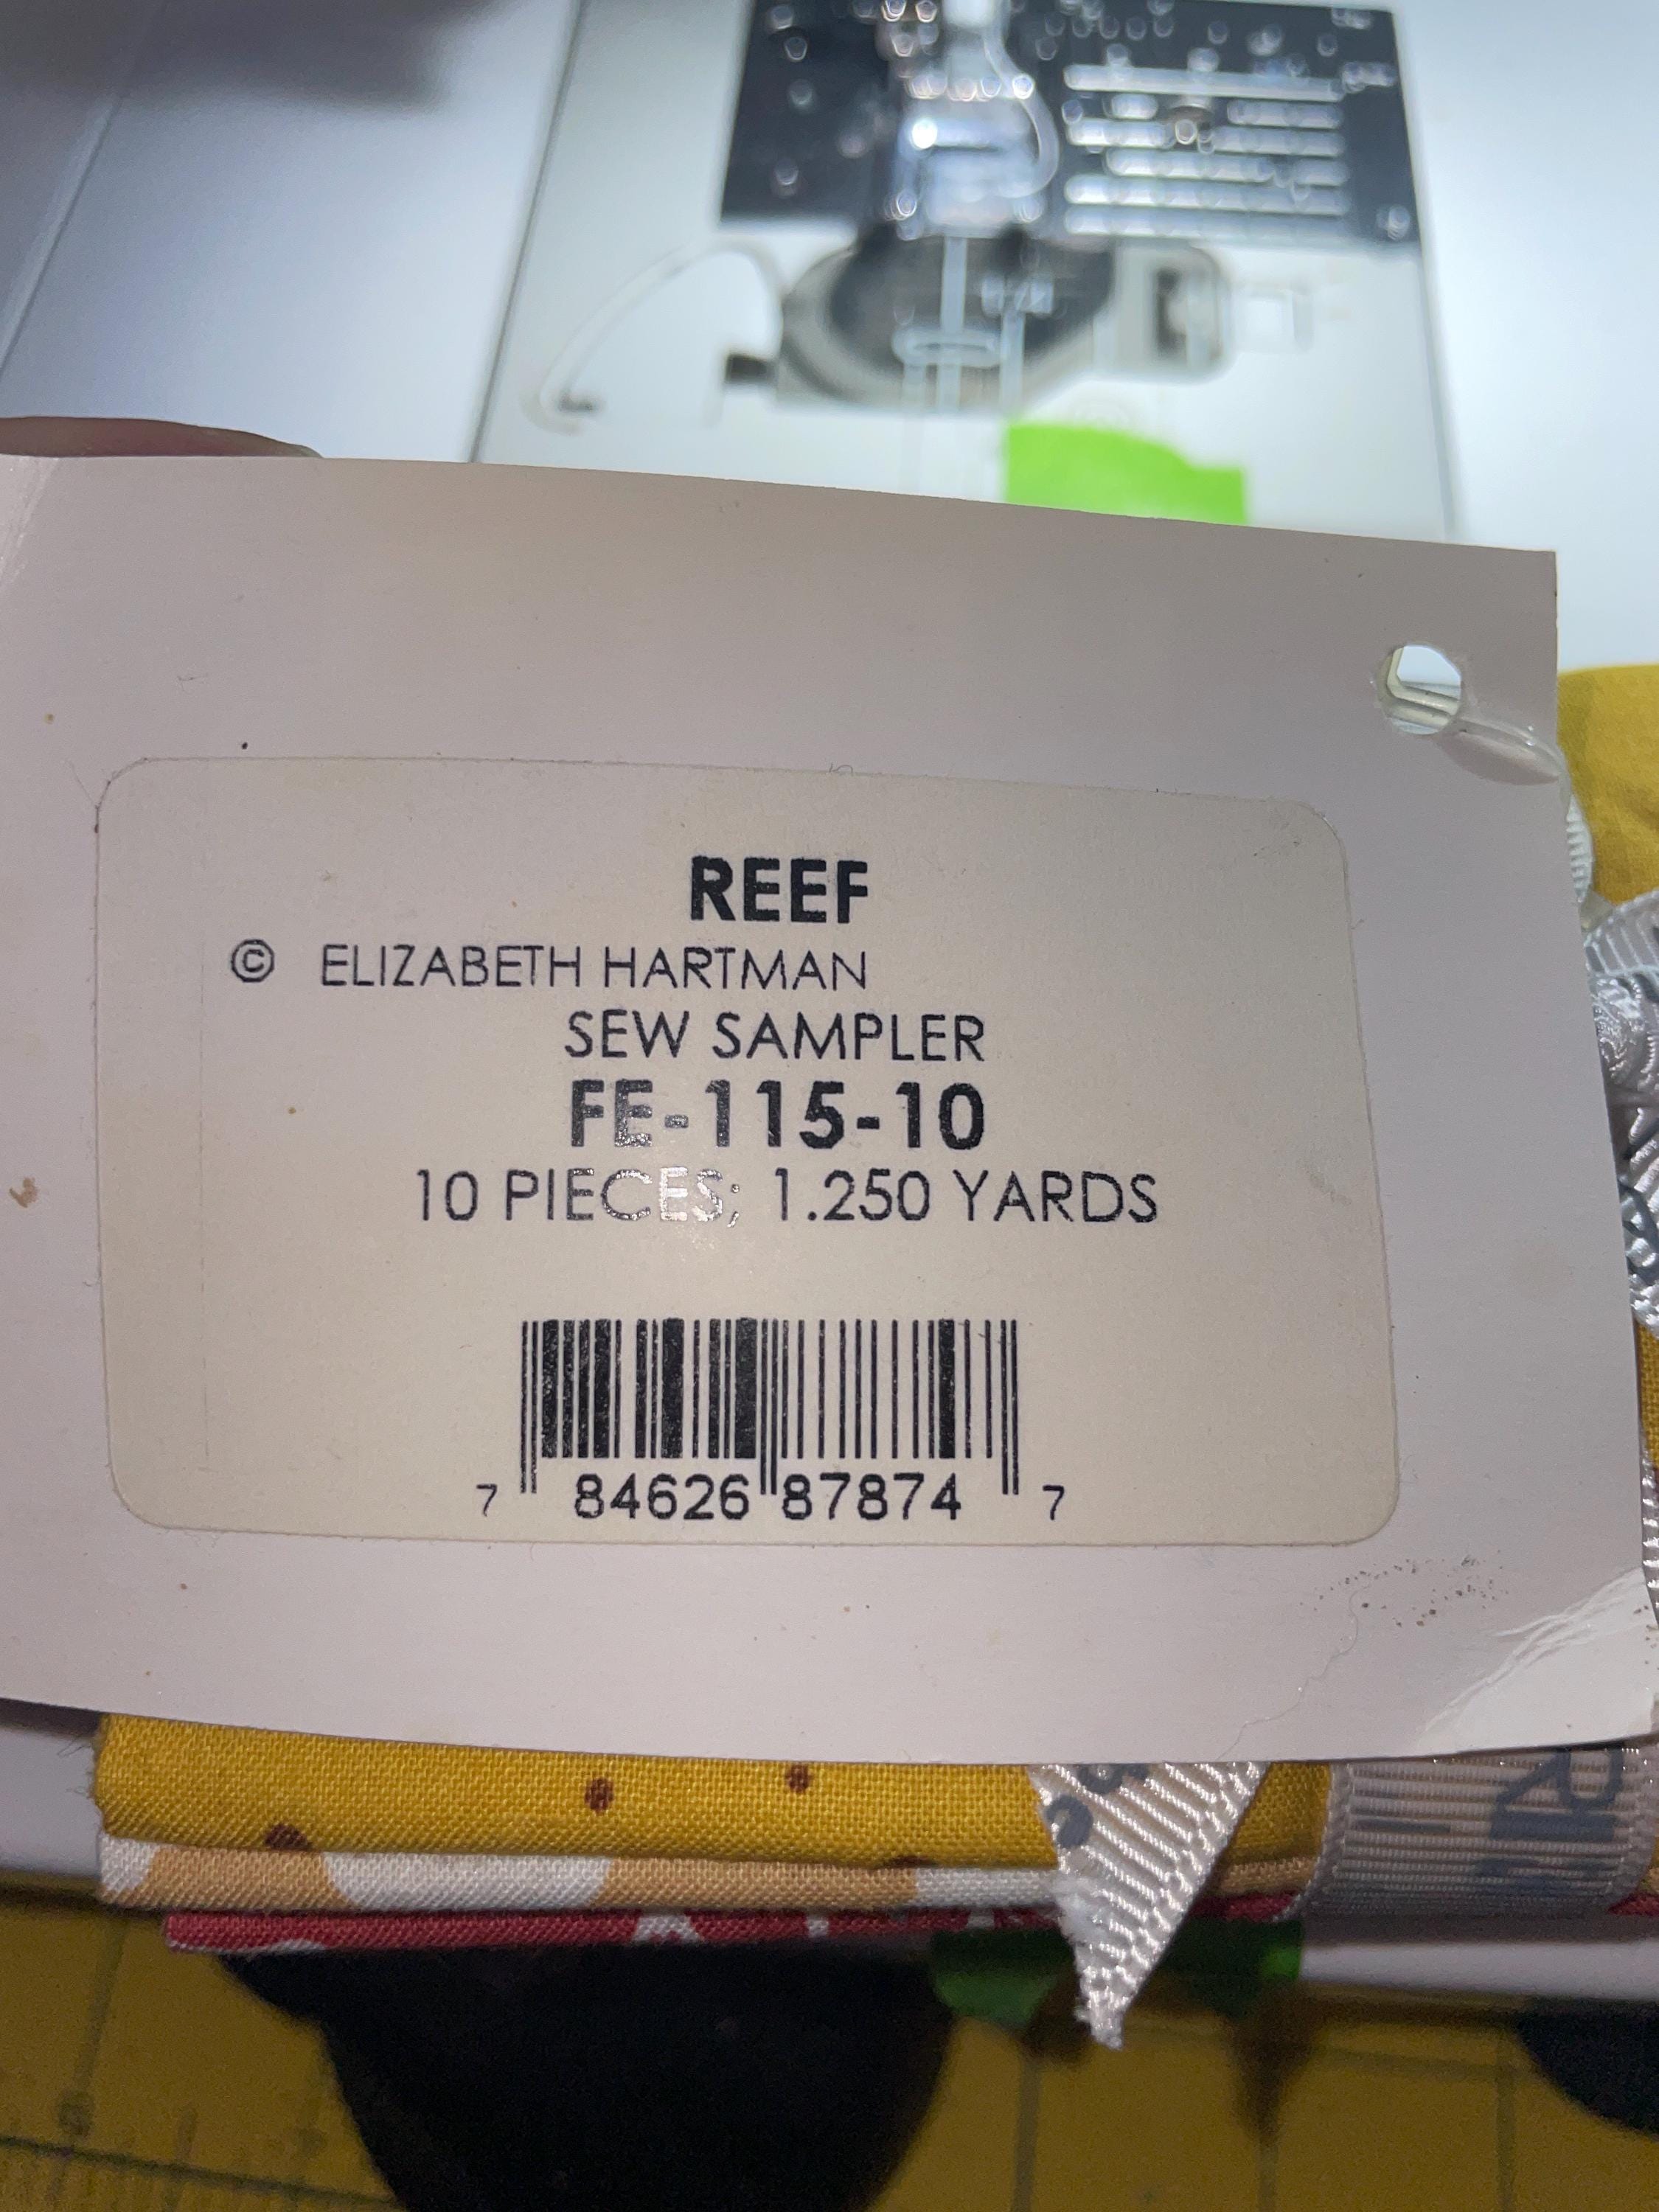 REEF
© ELIZABETH HARTMAN
SEW SAMPLER
FE-115-10
10 PIECES; 1.250 YARDS
7 84626 87874 7